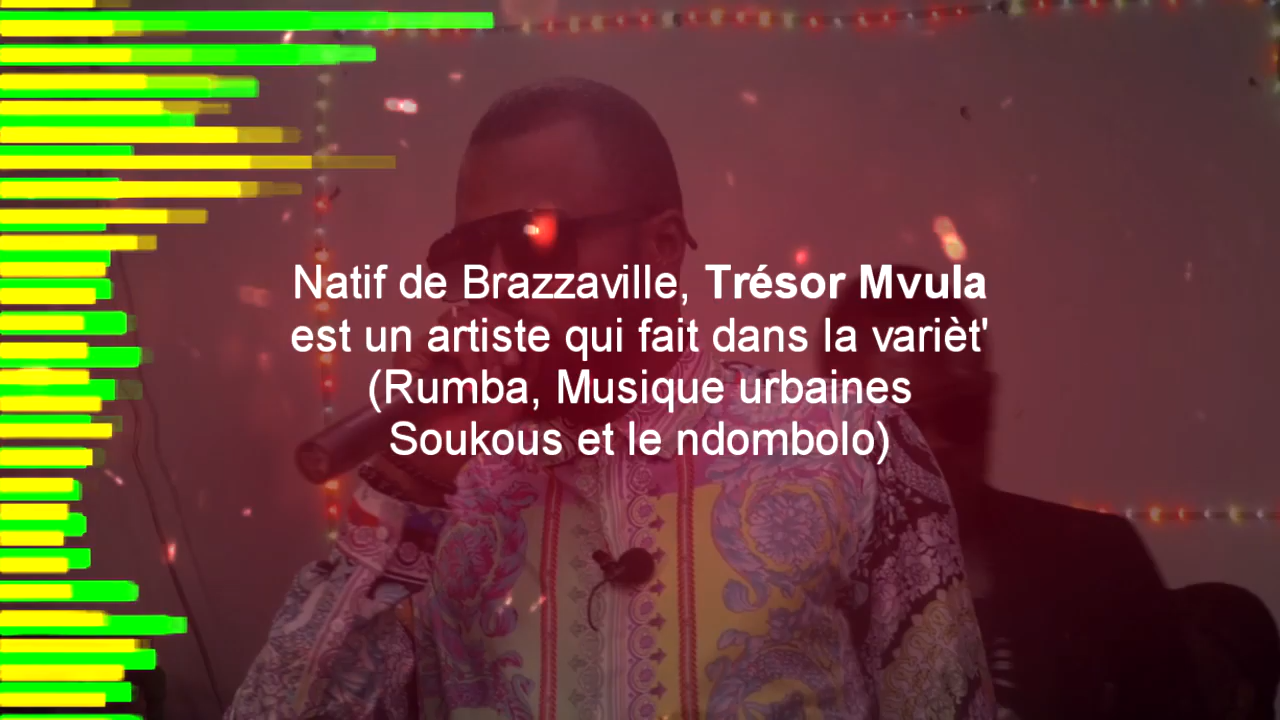 Natif de Brazzaville, Trésor Mvula
est un artiste qui fait dans la varièt'
(Rumba, Musique urbaines
Soukous et le ndombolo)